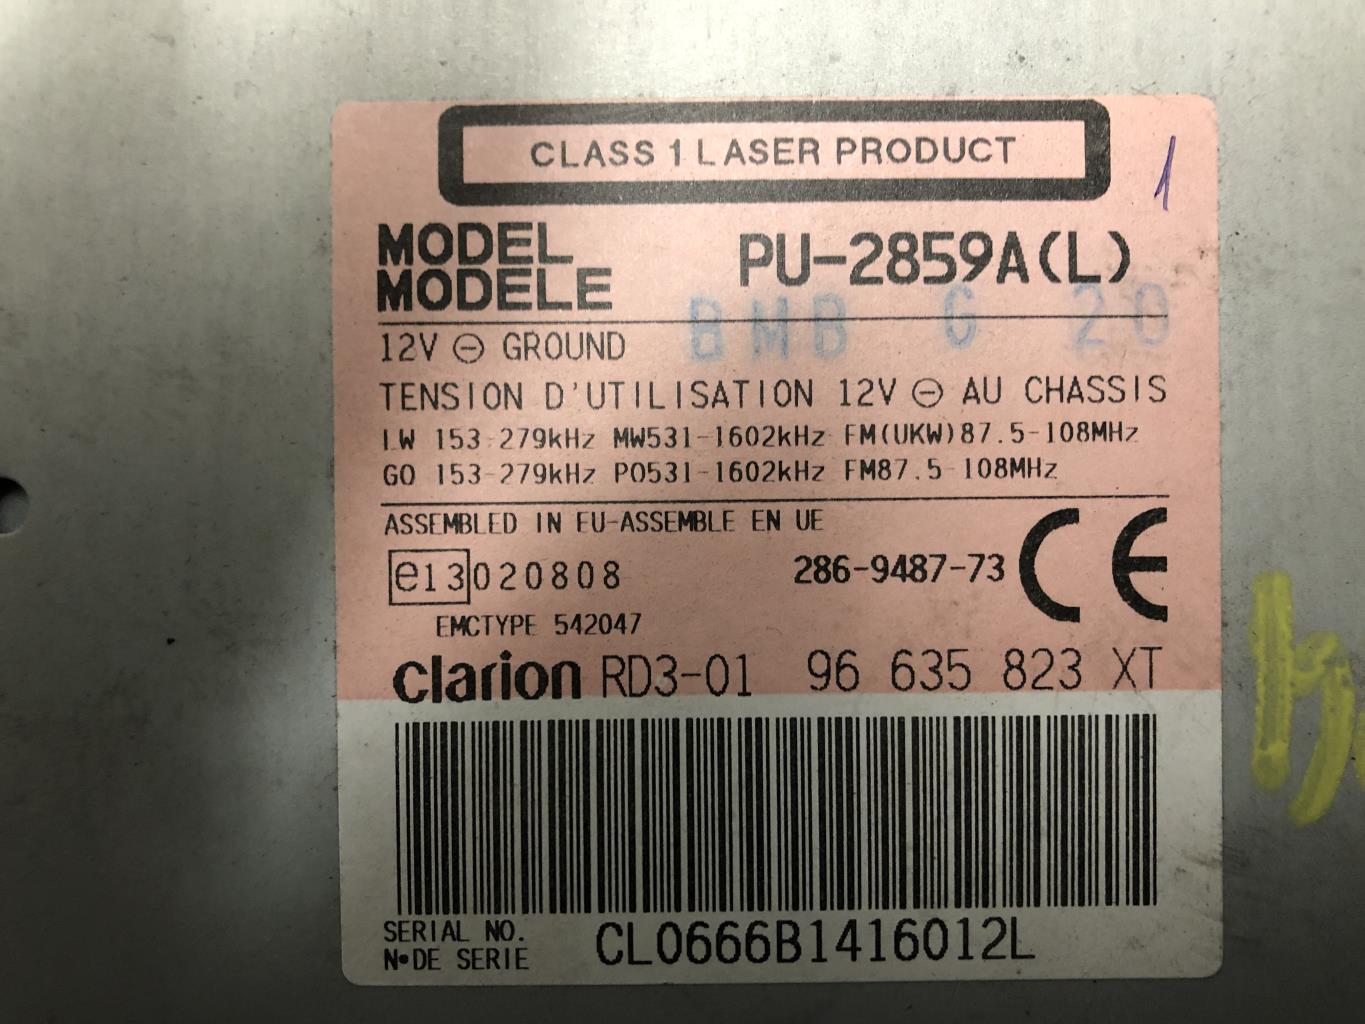 CLASS 1 LASER PRODUCT
1
MODEL
MODELE
PU-2859A(L)
BMB G 20
12V ⊖ GROUND
TENSION D'UTILISATION 12V ⊖ AU CHASSIS
LW 153-279kHz MW531-1602kHz FM(UKW)87.5-108MHz
GO 153-279kHz PO531-1602kHz FM87.5-108MHz
ASSEMBLED IN EU-ASSEMBLE EN UE
e13 020808 286-9487-73 CE
EMCTYPE 542047
clarion RD3-01 96 635 823 XT
SERIAL NO.
N•DE SERIE
CL0666B1416012L